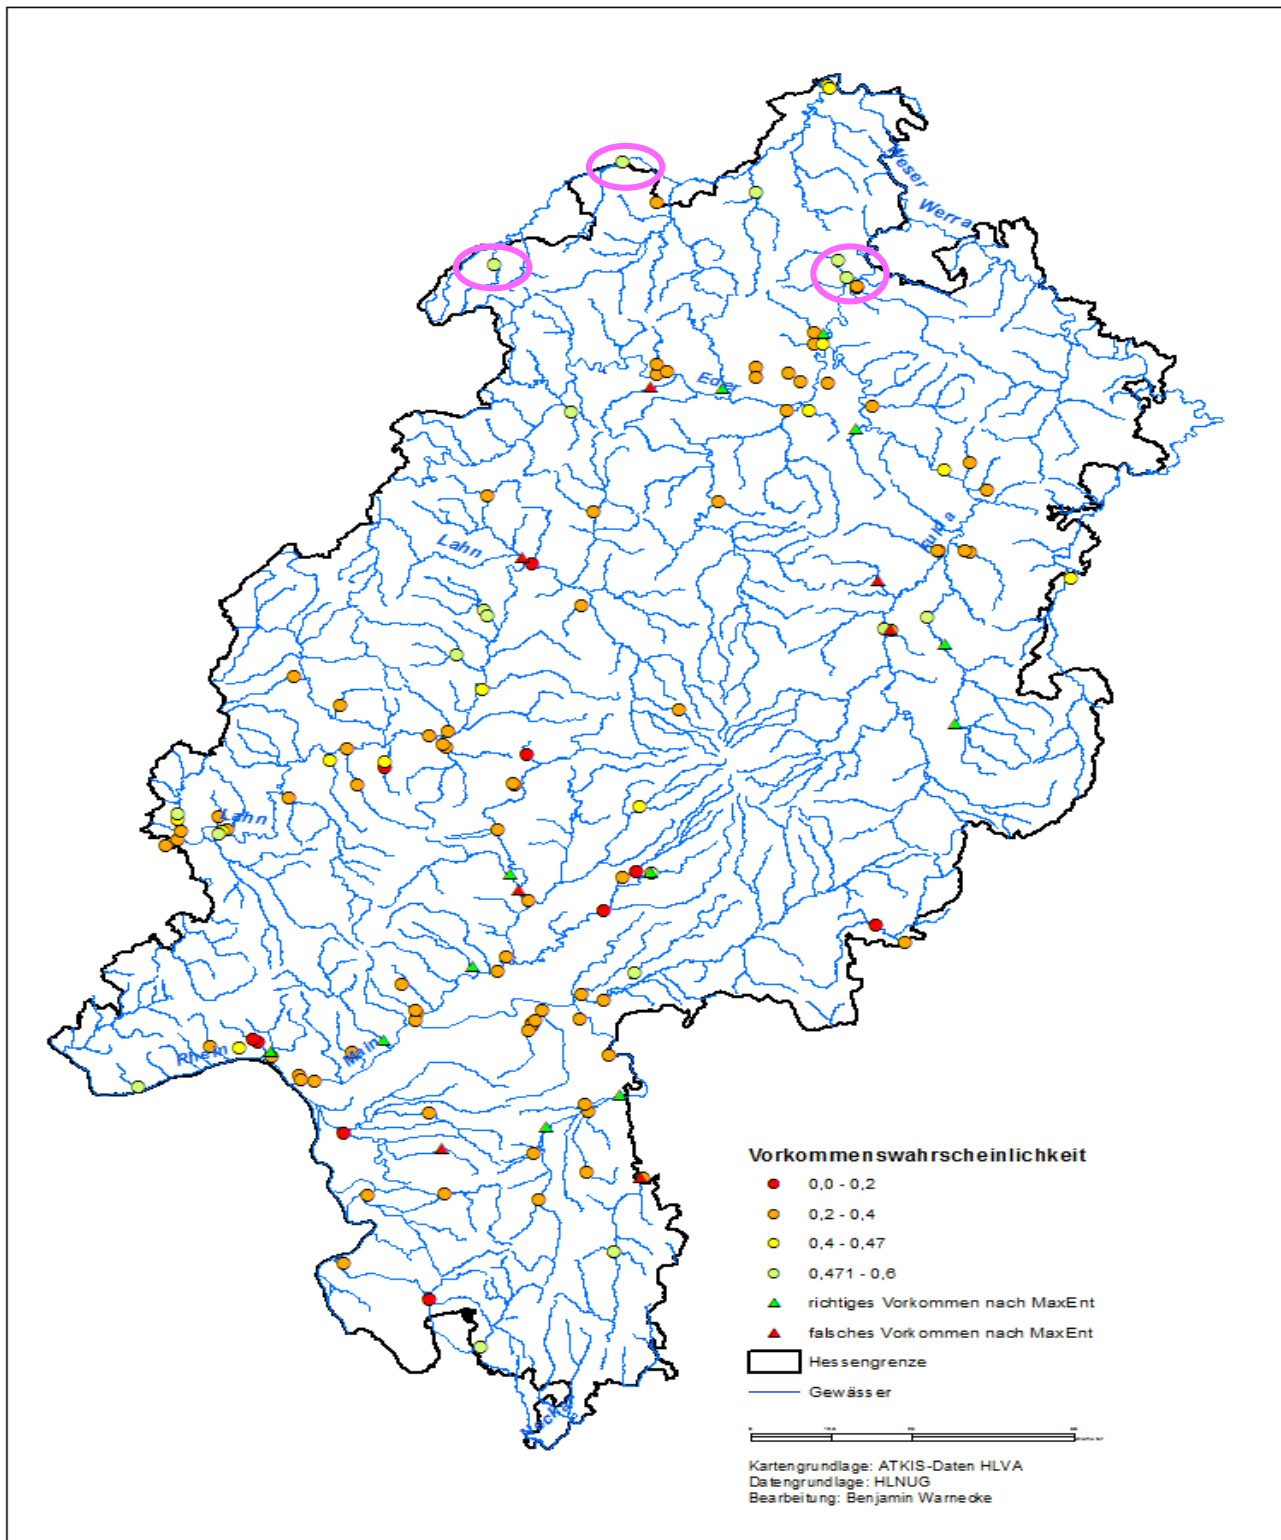 Weser
Werra
Eder
Fulda
Lahn
Lahn
Rhein
Main
Neckar
Vorkommenswahrscheinlichkeit
0,0 - 0,2
0,2 - 0,4
0,4 - 0,47
0,471 - 0,6
richtiges Vorkommen nach MaxEnt
falsches Vorkommen nach MaxEnt
Hessengrenze
Gewässer
Kartengrundlage: ATKIS-Daten HLVA
Datengrundlage: HLNUG
Bearbeitung: Benjamin Warnecke